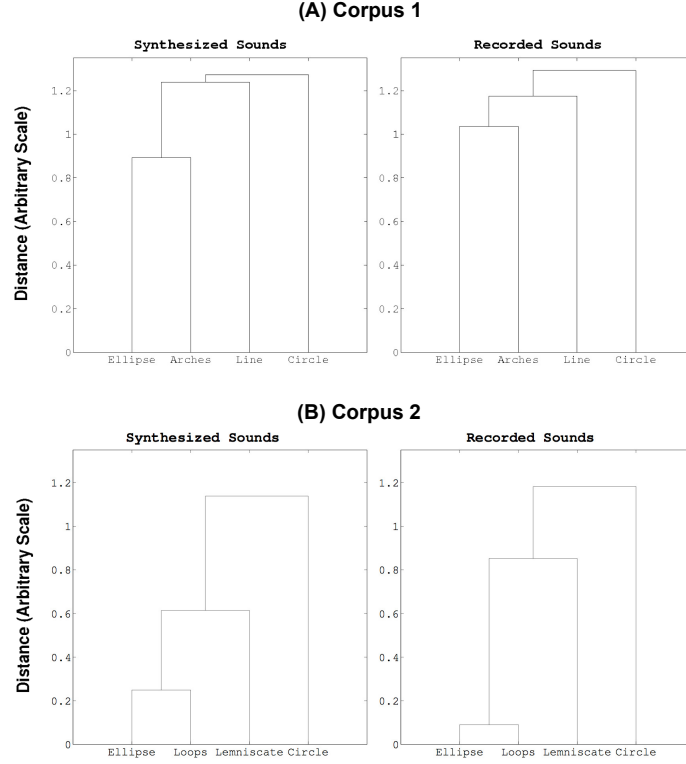 (A) Corpus 1
Synthesized Sounds
Recorded Sounds
Distance (Arbitrary Scale)
1.2
1
0.8
0.6
0.4
0.2
0
Ellipse Arches Line Circle
1.2
1
0.8
0.6
0.4
0.2
0
Ellipse Arches Line Circle
(B) Corpus 2
Synthesized Sounds
Recorded Sounds
Distance (Arbitrary Scale)
1.2
1
0.8
0.6
0.4
0.2
0
Ellipse Loops Lemniscate Circle
1.2
1
0.8
0.6
0.4
0.2
0
Ellipse Loops Lemniscate Circle